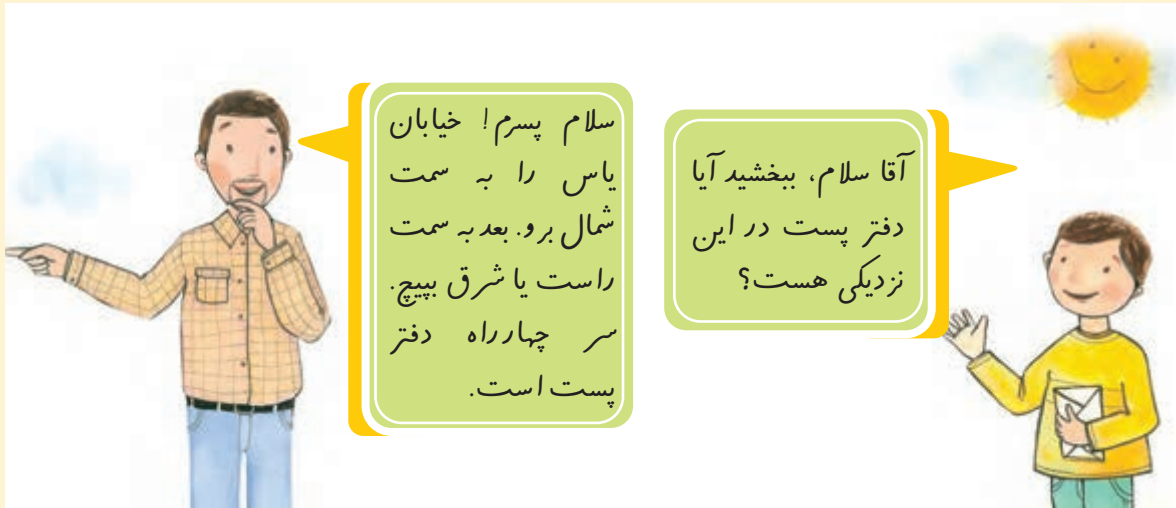 آقا سلام، ببخشید آیا
دفتر پست در این
نزدیکی هست؟
سلام پسرم! خیابان
یاس را به سمت
شمال برو. بعد به سمت
راست یا شرق بپیچ.
سر چهارراه دفتر
پست است.